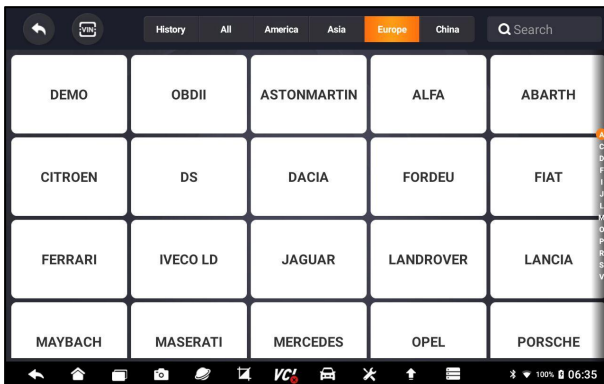 VIN History All America Asia Europe China Search
DEMO OBDII ASTONMARTIN ALFA ABARTH
CITROEN DS DACIA FORDEU FIAT
FERRARI IVECO LD JAGUAR LANDROVER LANCIA
MAYBACH MASERATI MERCEDES OPEL PORSCHE
A
C
D
F
I
J
L
M
O
P
R
S
V
VCI 100% 06:35